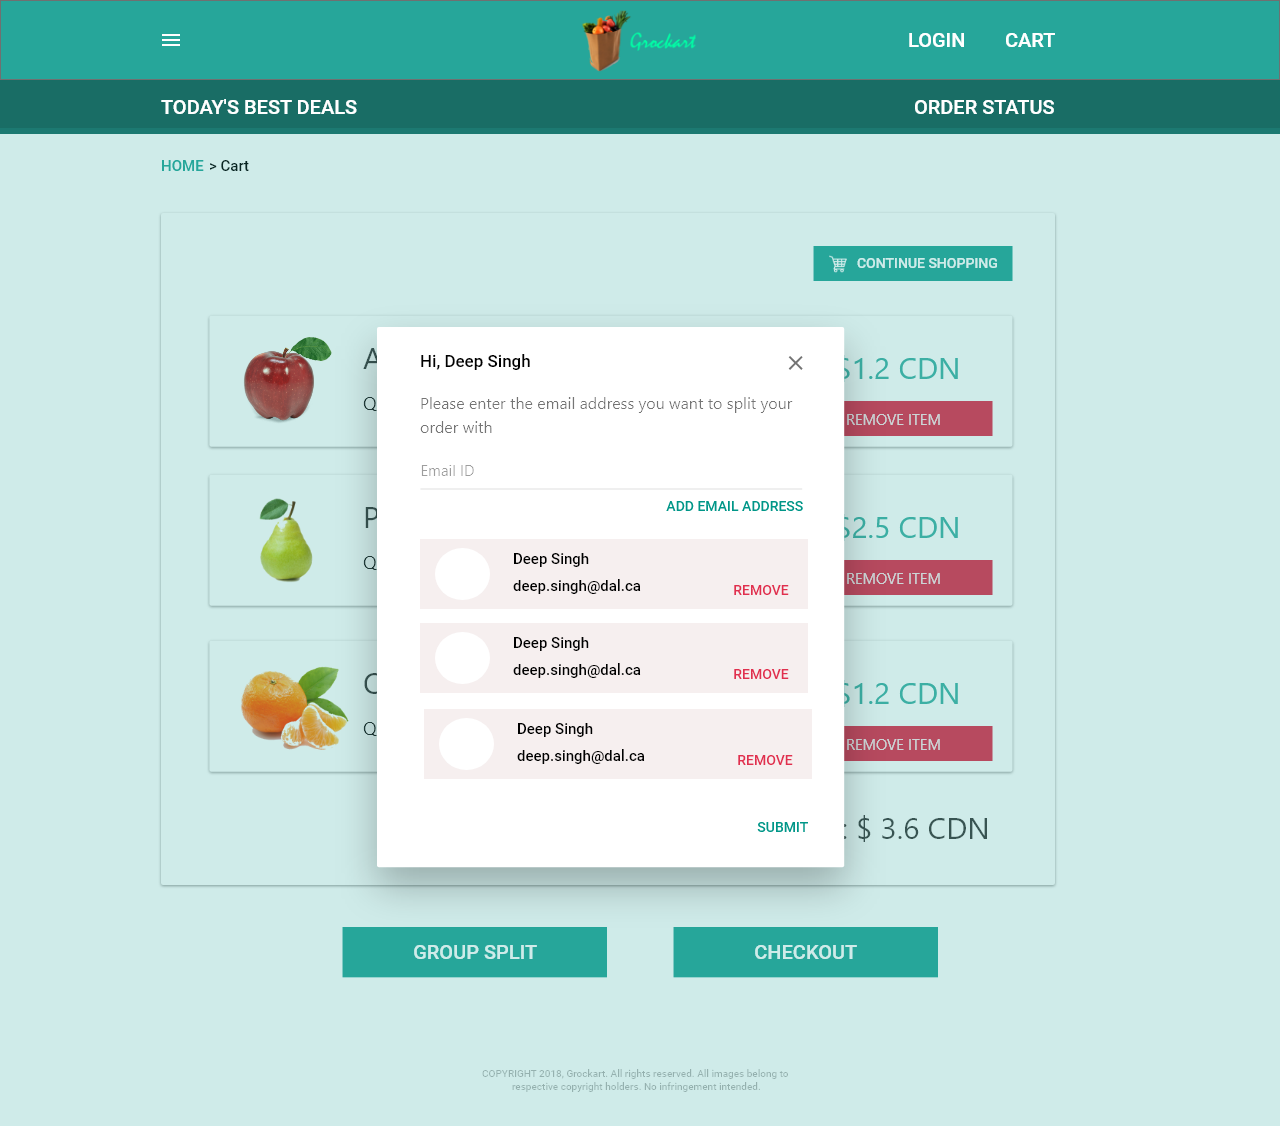 Grockart
LOGIN
CART
TODAY'S BEST DEALS
ORDER STATUS
HOME > Cart
CONTINUE SHOPPING
A
$1.2 CDN
Q
REMOVE ITEM
P
$2.5 CDN
Q
REMOVE ITEM
O
$1.2 CDN
Q
REMOVE ITEM
: $ 3.6 CDN
Hi, Deep Singh
Please enter the email address you want to split your
order with
Email ID
ADD EMAIL ADDRESS
Deep Singh
deep.singh@dal.ca
REMOVE
Deep Singh
deep.singh@dal.ca
REMOVE
Deep Singh
deep.singh@dal.ca
REMOVE
SUBMIT
GROUP SPLIT
CHECKOUT
COPYRIGHT 2018, Grockart. All rights reserved. All images belong to
respective copyright holders. No infringement intended.